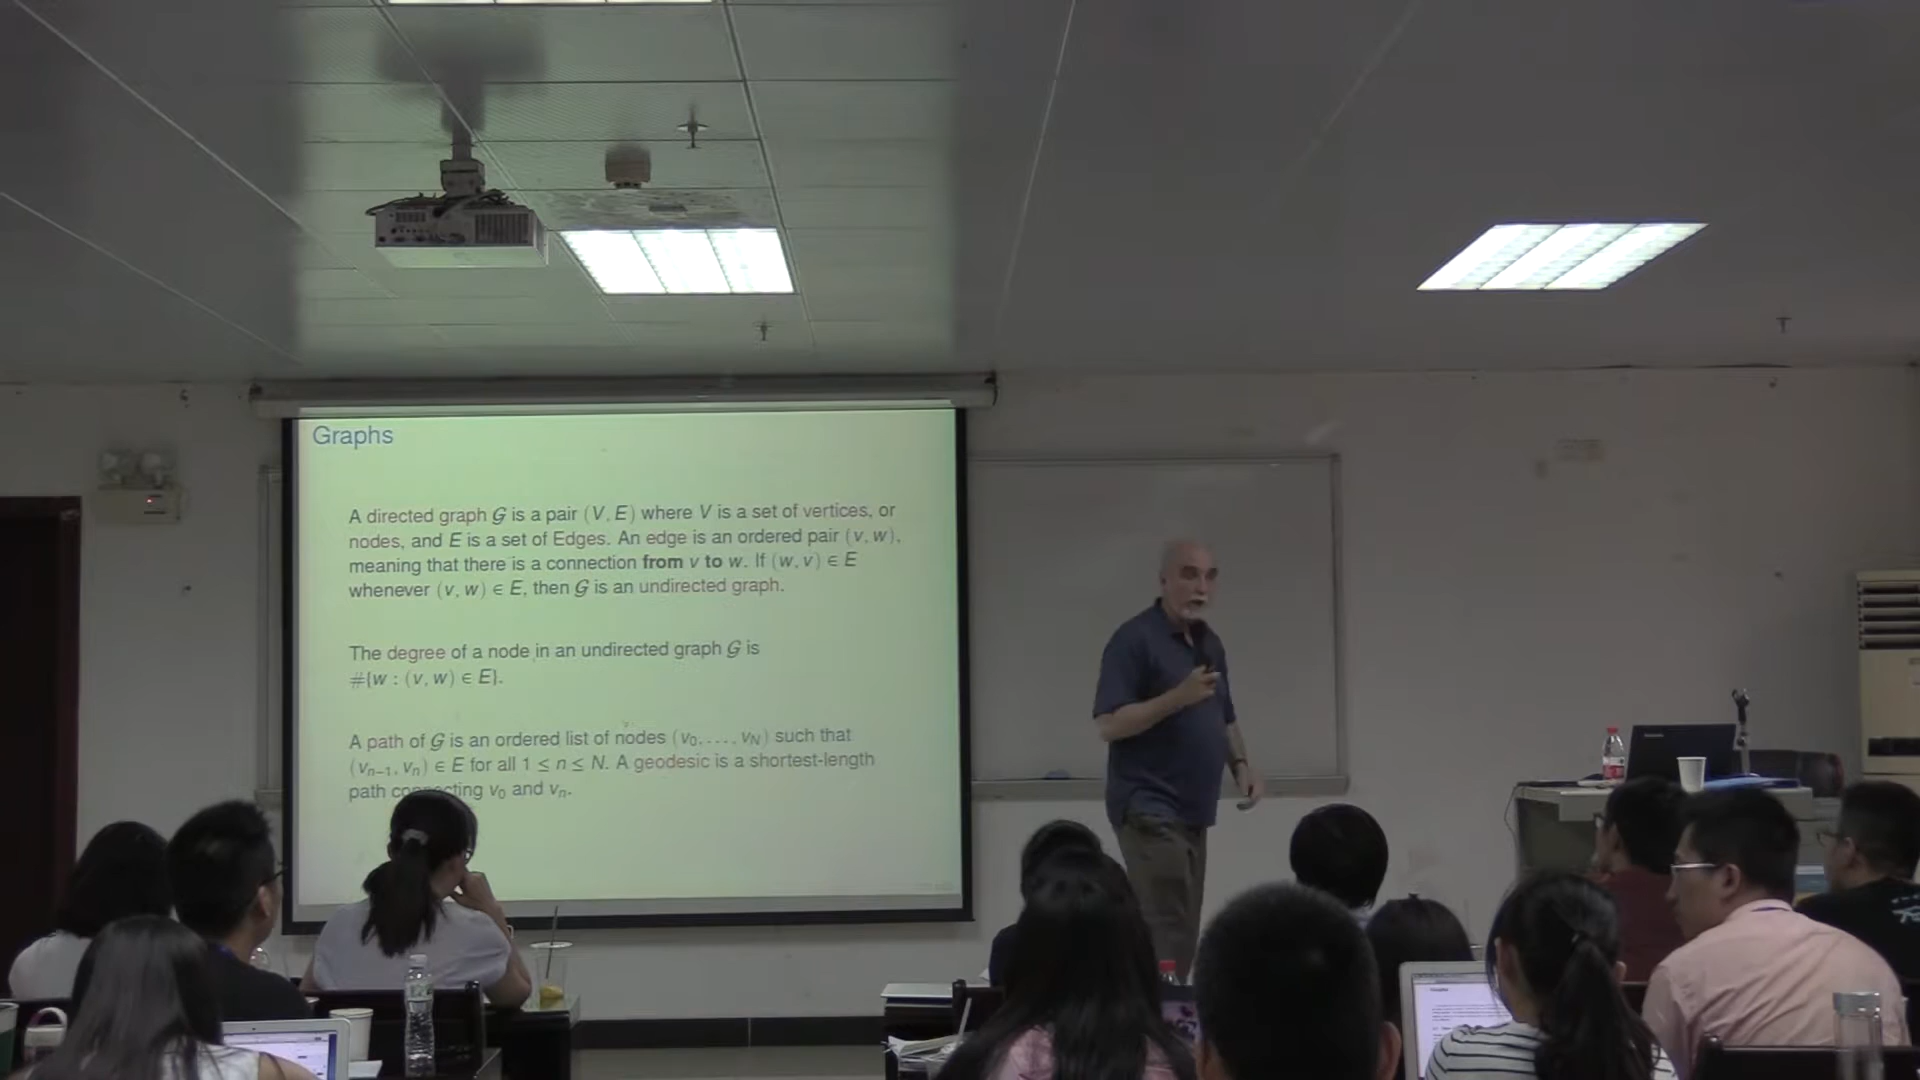 Graphs
A directed graph G is a pair (V, E) where V is a set of vertices, or
nodes, and E is a set of Edges. An edge is an ordered pair (v, w),
meaning that there is a connection from v to w. If (w, v) ∈ E
whenever (v, w) ∈ E, then G is an undirected graph.
The degree of a node in an undirected graph G is
#{w : (v, w) ∈ E}.
A path of G is an ordered list of nodes (v₀, …, v_N) such that
(vₙ₋₁, vₙ) ∈ E for all 1 ≤ n ≤ N. A geodesic is a shortest-length
path connecting v₀ and vₙ.